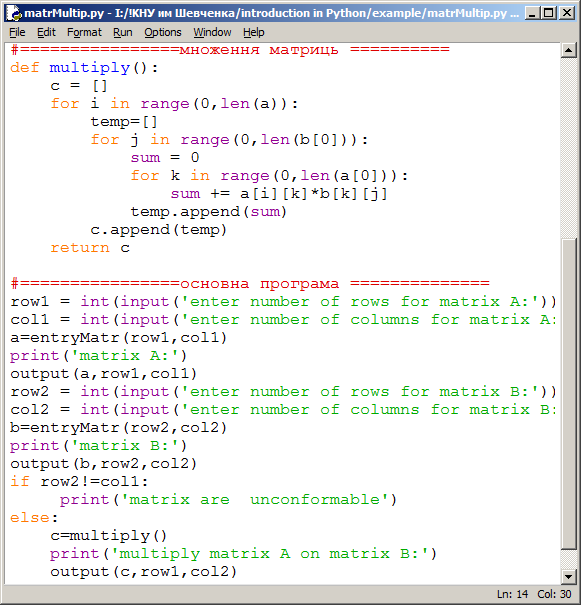 matrMultip.py - I:/!КНУ им Шевченка/introduction in Python/example/matrMultip.py ...
File Edit Format Run Options Window Help
#================множення матриць ==========
def multiply():
    c = []
    for i in range(0,len(a)):
        temp=[]
        for j in range(0,len(b[0])):
            sum = 0
            for k in range(0,len(a[0])):
                sum += a[i][k]*b[k][j]
            temp.append(sum)
        c.append(temp)
    return c
#================основна програма ==============
row1 = int(input('enter number of rows for matrix A:'))
col1 = int(input('enter number of columns for matrix A:
a=entryMatr(row1,col1)
print('matrix A:')
output(a,row1,col1)
row2 = int(input('enter number of rows for matrix B:'))
col2 = int(input('enter number of columns for matrix B:
b=entryMatr(row2,col2)
print('matrix B:')
output(b,row2,col2)
if row2!=col1:
     print('matrix are  unconformable')
else:
    c=multiply()
    print('multiply matrix A on matrix B:')
    output(c,row1,col2)
Ln: 14 Col: 30